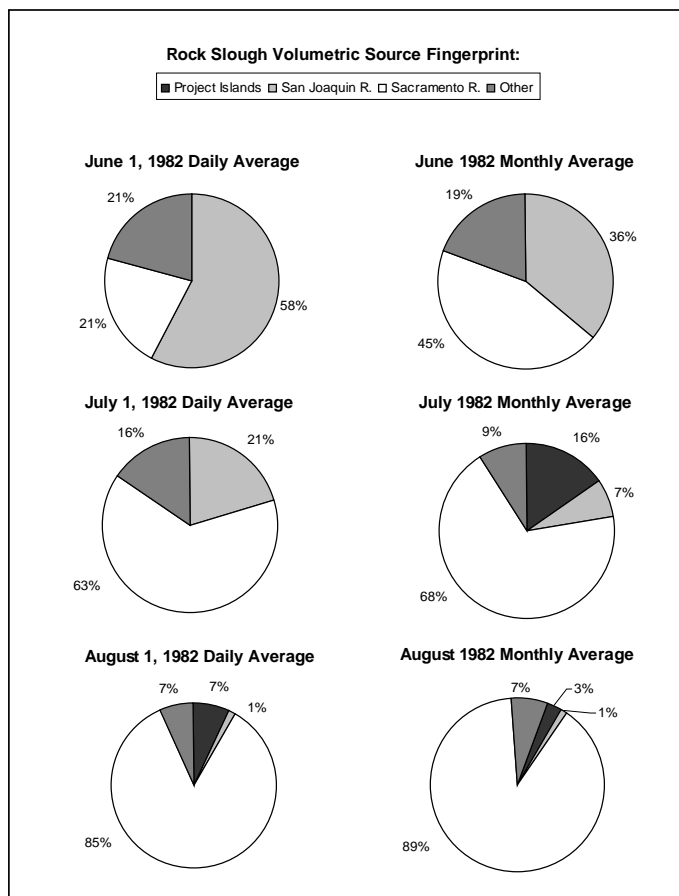 Rock Slough Volumetric Source Fingerprint:
Project Islands San Joaquin R. Sacramento R. Other
June 1, 1982 Daily Average
21%
58%
21%
June 1982 Monthly Average
19%
36%
45%
July 1, 1982 Daily Average
16%
21%
63%
July 1982 Monthly Average
9%
16%
7%
68%
August 1, 1982 Daily Average
7%
7%
1%
85%
August 1982 Monthly Average
7%
3%
1%
89%